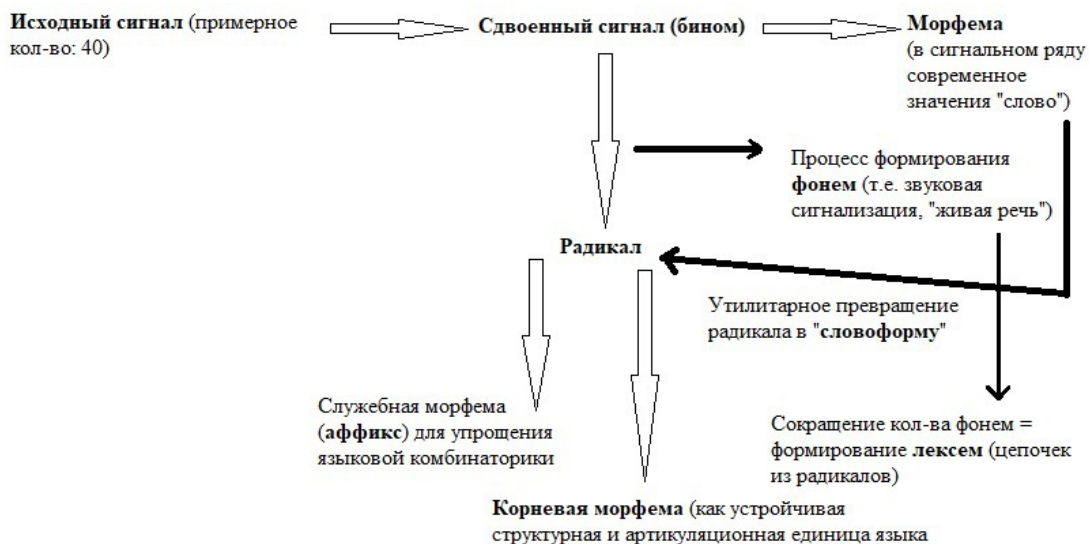 Исходный сигнал (примерное
кол-во: 40)
Сдвоенный сигнал (бином)
Морфема
(в сигнальном ряду
современное
значения "слово")
Процесс формирования
фонем (т.е. звуковая
сигнализация, "живая речь")
Радикал
Утилитарное превращение
радикала в "словоформу"
Служебная морфема
(аффикс) для упрощения
языковой комбинаторики
Сокращение кол-ва фонем =
формирование лексем (цепочек
из радикалов)
Корневая морфема (как устойчивая
структурная и артикуляционная единица языка